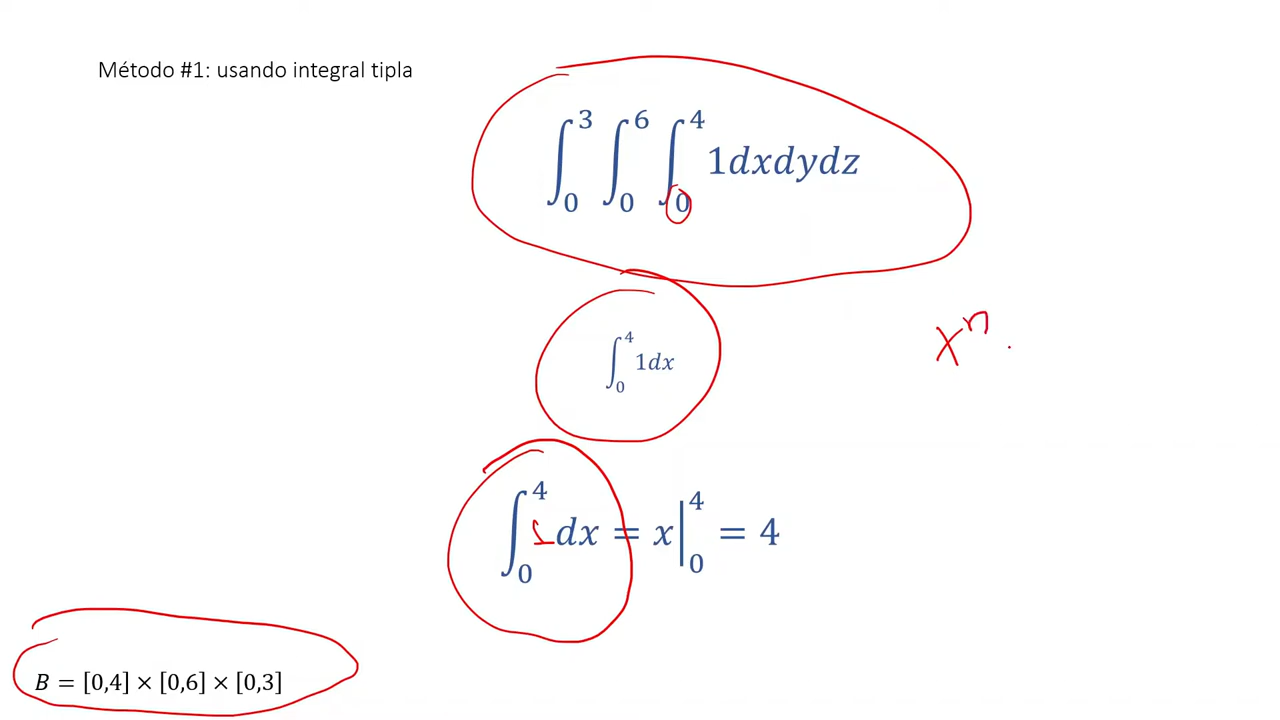 Método #1: usando integral tipla
∫₀³ ∫₀⁶ ∫₀⁴ 1dxdydz
xⁿ.
∫₀⁴ 1dx
∫₀⁴ 1dx = x|₀⁴ = 4
B = [0,4] × [0,6] × [0,3]